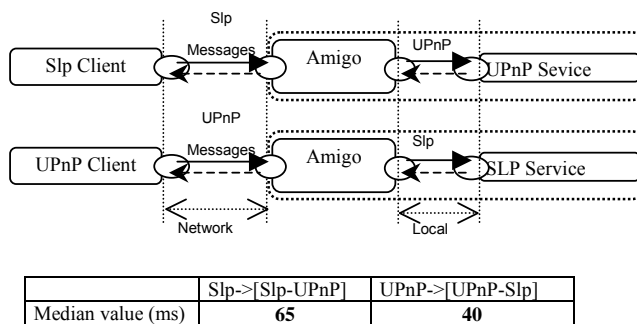 Slp
Messages
Slp Client
Amigo
UPnP
UPnP Sevice
UPnP
Messages
UPnP Client
Amigo
Slp
SLP Service
Network
Local
Slp->[Slp-UPnP] UPnP->[UPnP-Slp]
Median value (ms) 65 40